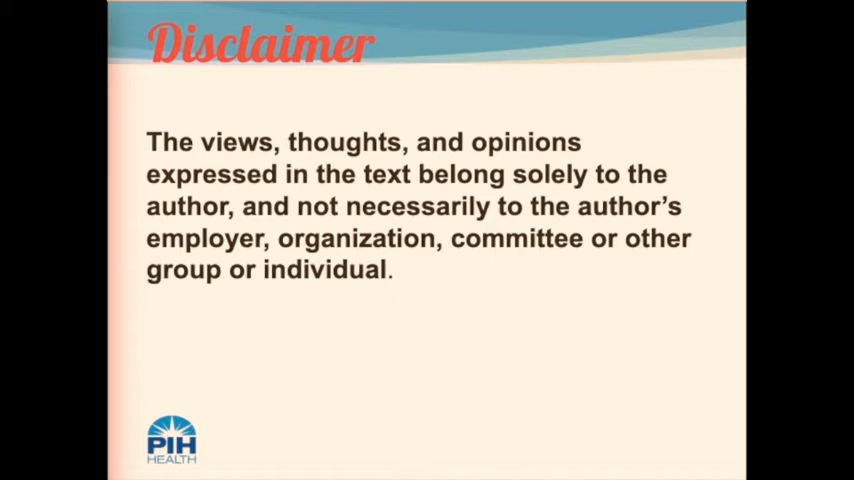 Disclaimer
The views, thoughts, and opinions
expressed in the text belong solely to the
author, and not necessarily to the author’s
employer, organization, committee or other
group or individual.
PIH
HEALTH